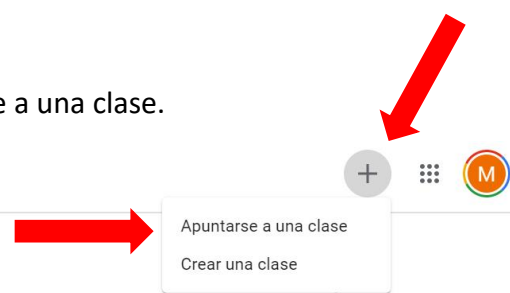 e a una clase.
+
M
Apuntarse a una clase
Crear una clase